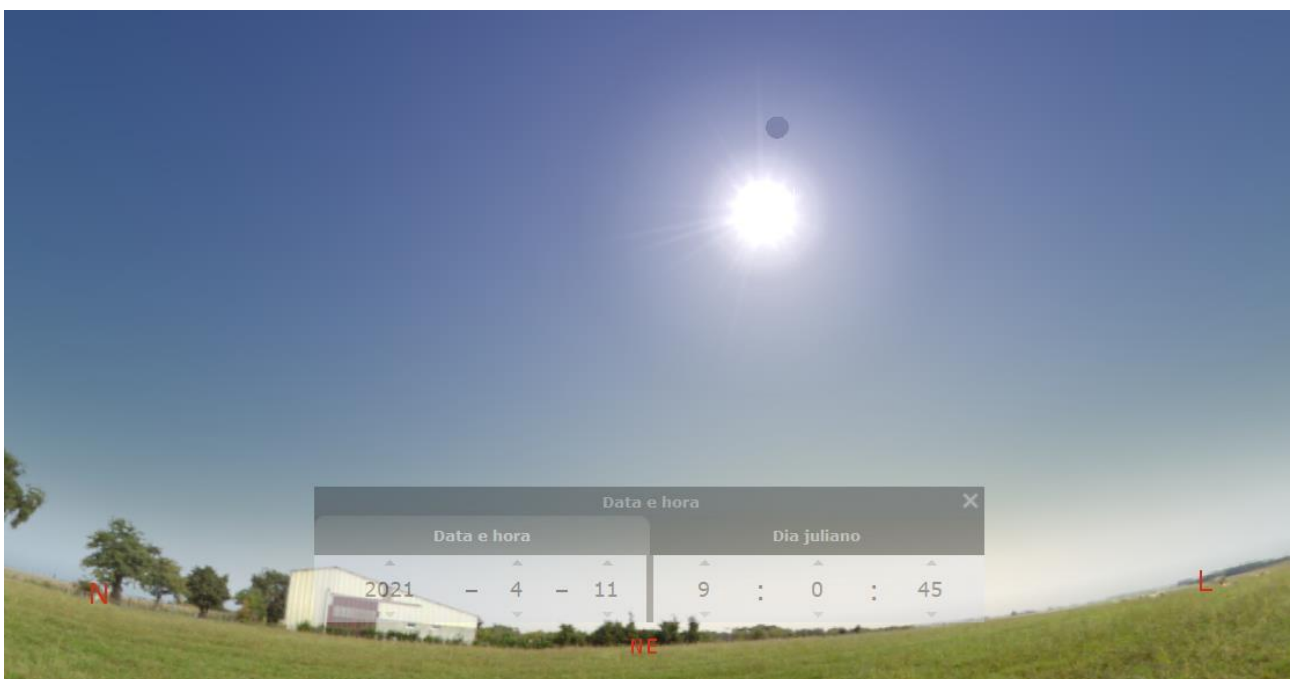 Data e hora
×
Data e hora
Dia juliano
2021 – 4 – 11 9 : 0 : 45
N
L
NE